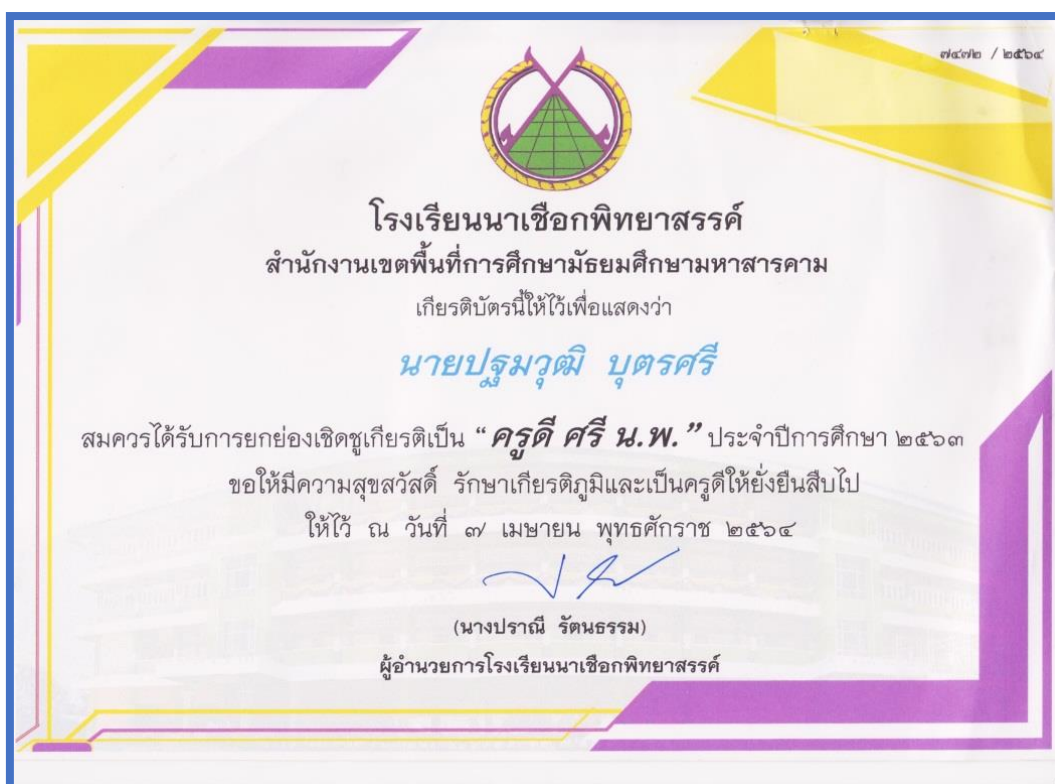 ๗๔๗๒ / ๒๕๖๔
โรงเรียนนาเชือกพิทยาสรรค์
สำนักงานเขตพื้นที่การศึกษามัธยมศึกษามหาสารคาม
เกียรติบัตรนี้ให้ไว้เพื่อแสดงว่า
นายปฐมวุฒิ บุตรศรี
สมควรได้รับการยกย่องเชิดชูเกียรติเป็น “ครูดี ศรี น.พ.” ประจำปีการศึกษา ๒๕๖๓
ขอให้มีความสุขสวัสดิ์ รักษาเกียรติภูมิและเป็นครูดีให้ยั่งยืนสืบไป
ให้ไว้ ณ วันที่ ๗ เมษายน พุทธศักราช ๒๕๖๔
(นางปราณี รัตนธรรม)
ผู้อำนวยการโรงเรียนนาเชือกพิทยาสรรค์